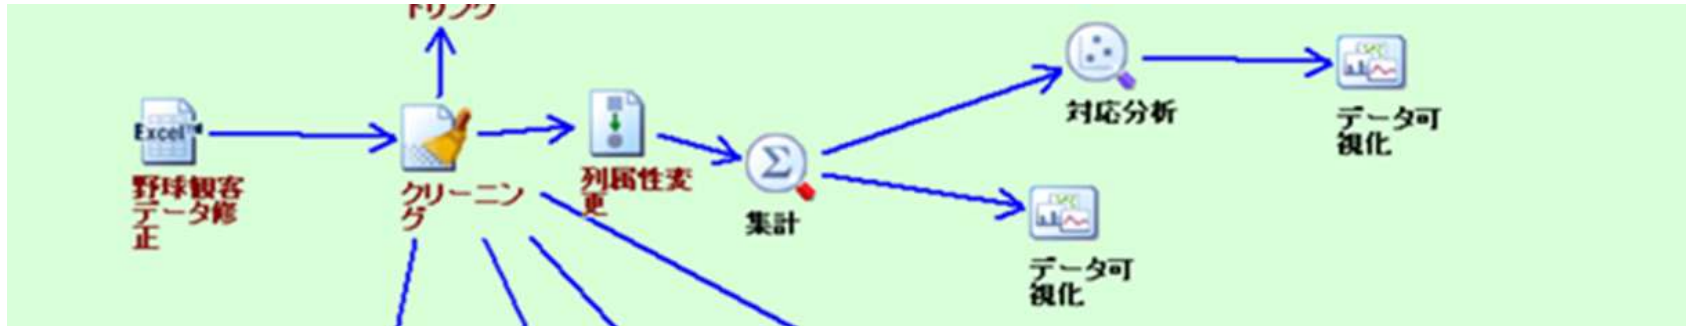 Excel
野球観客
データ修
正
クリーニン
グ
列属性変
更
集計
対応分析
データ可
視化
データ可
視化